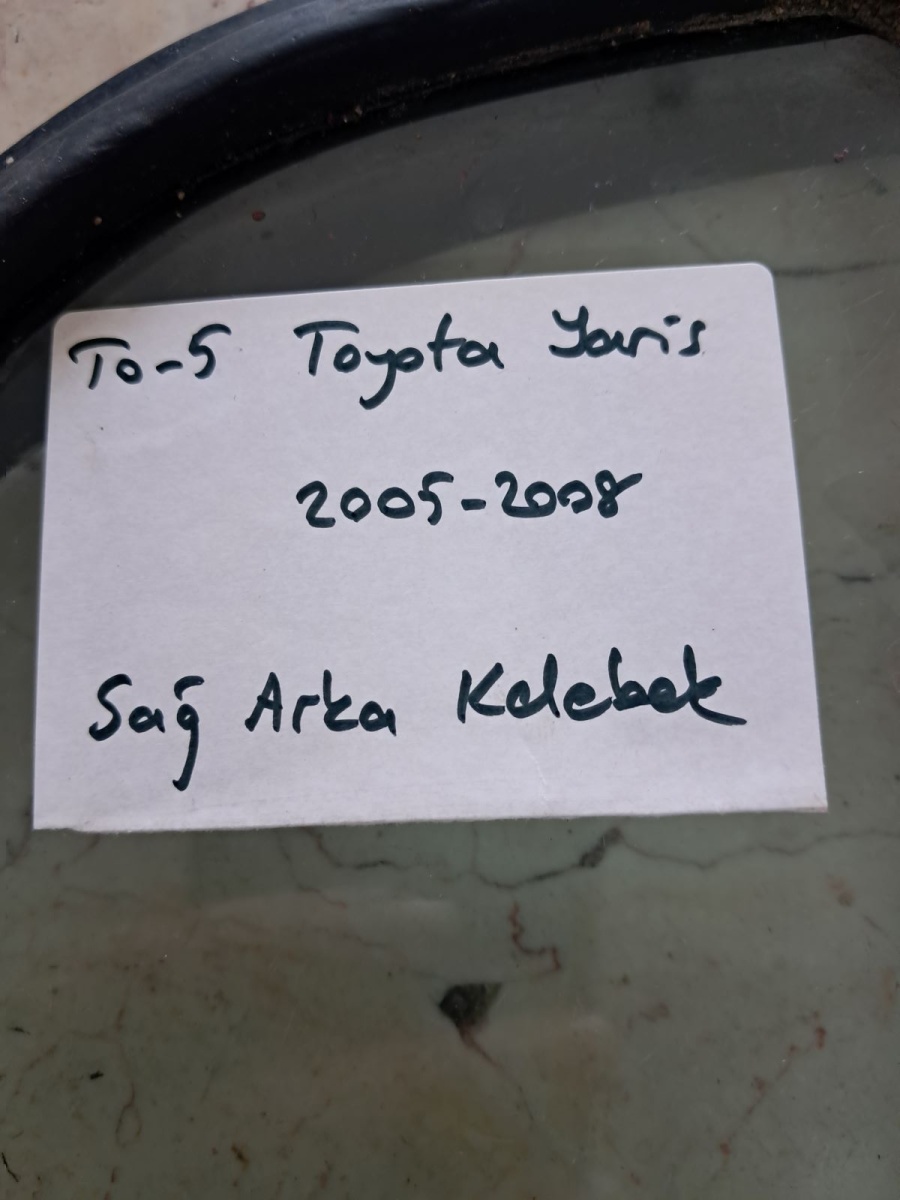 To-5 Toyota Yaris
2005-2008
Sağ Arka Kelebek